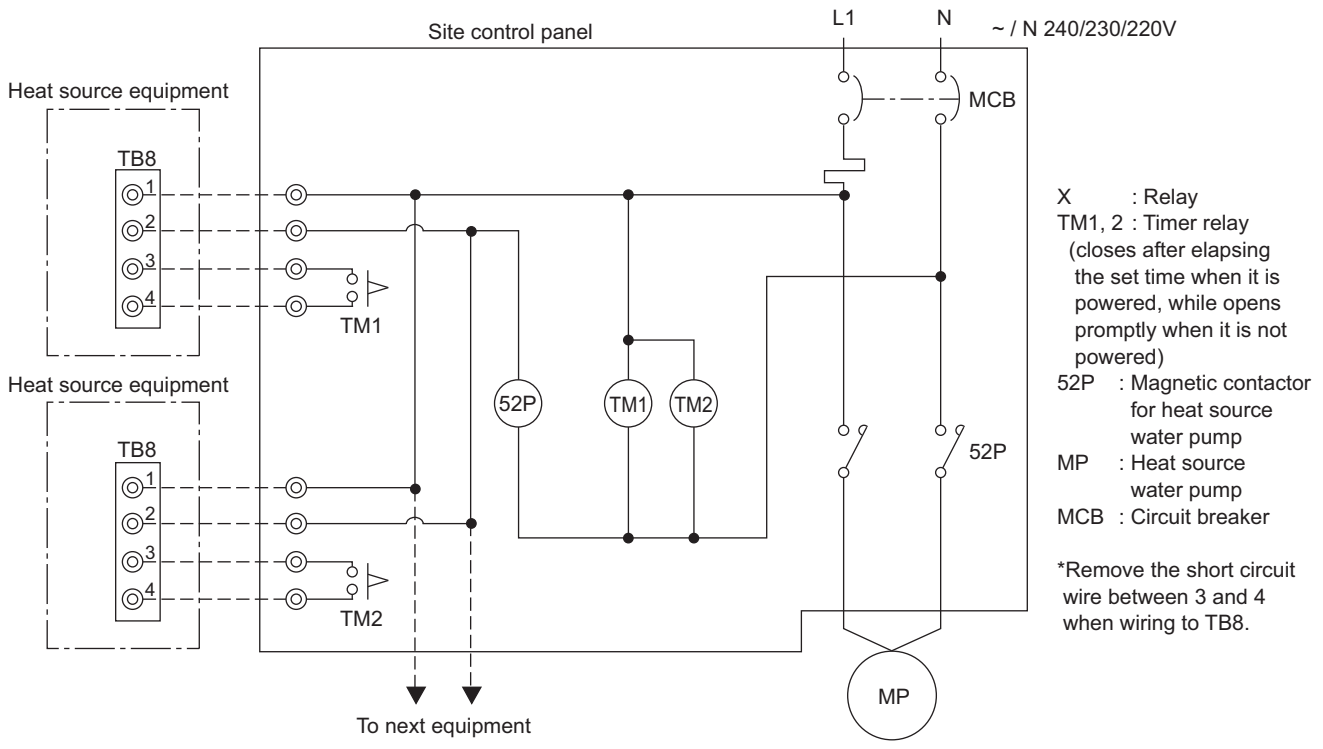 L1
N
~ / N 240/230/220V
Site control panel
Heat source equipment
MCB
TB8
1
2
3
4
TM1
X : Relay
TM1, 2 : Timer relay
(closes after elapsing
the set time when it is
powered, while opens
promptly when it is not
powered)
52P : Magnetic contactor
for heat source
water pump
MP : Heat source
water pump
MCB : Circuit breaker
*Remove the short circuit
wire between 3 and 4
when wiring to TB8.
Heat source equipment
52P
TM1
TM2
52P
TB8
1
2
3
4
TM2
MP
To next equipment